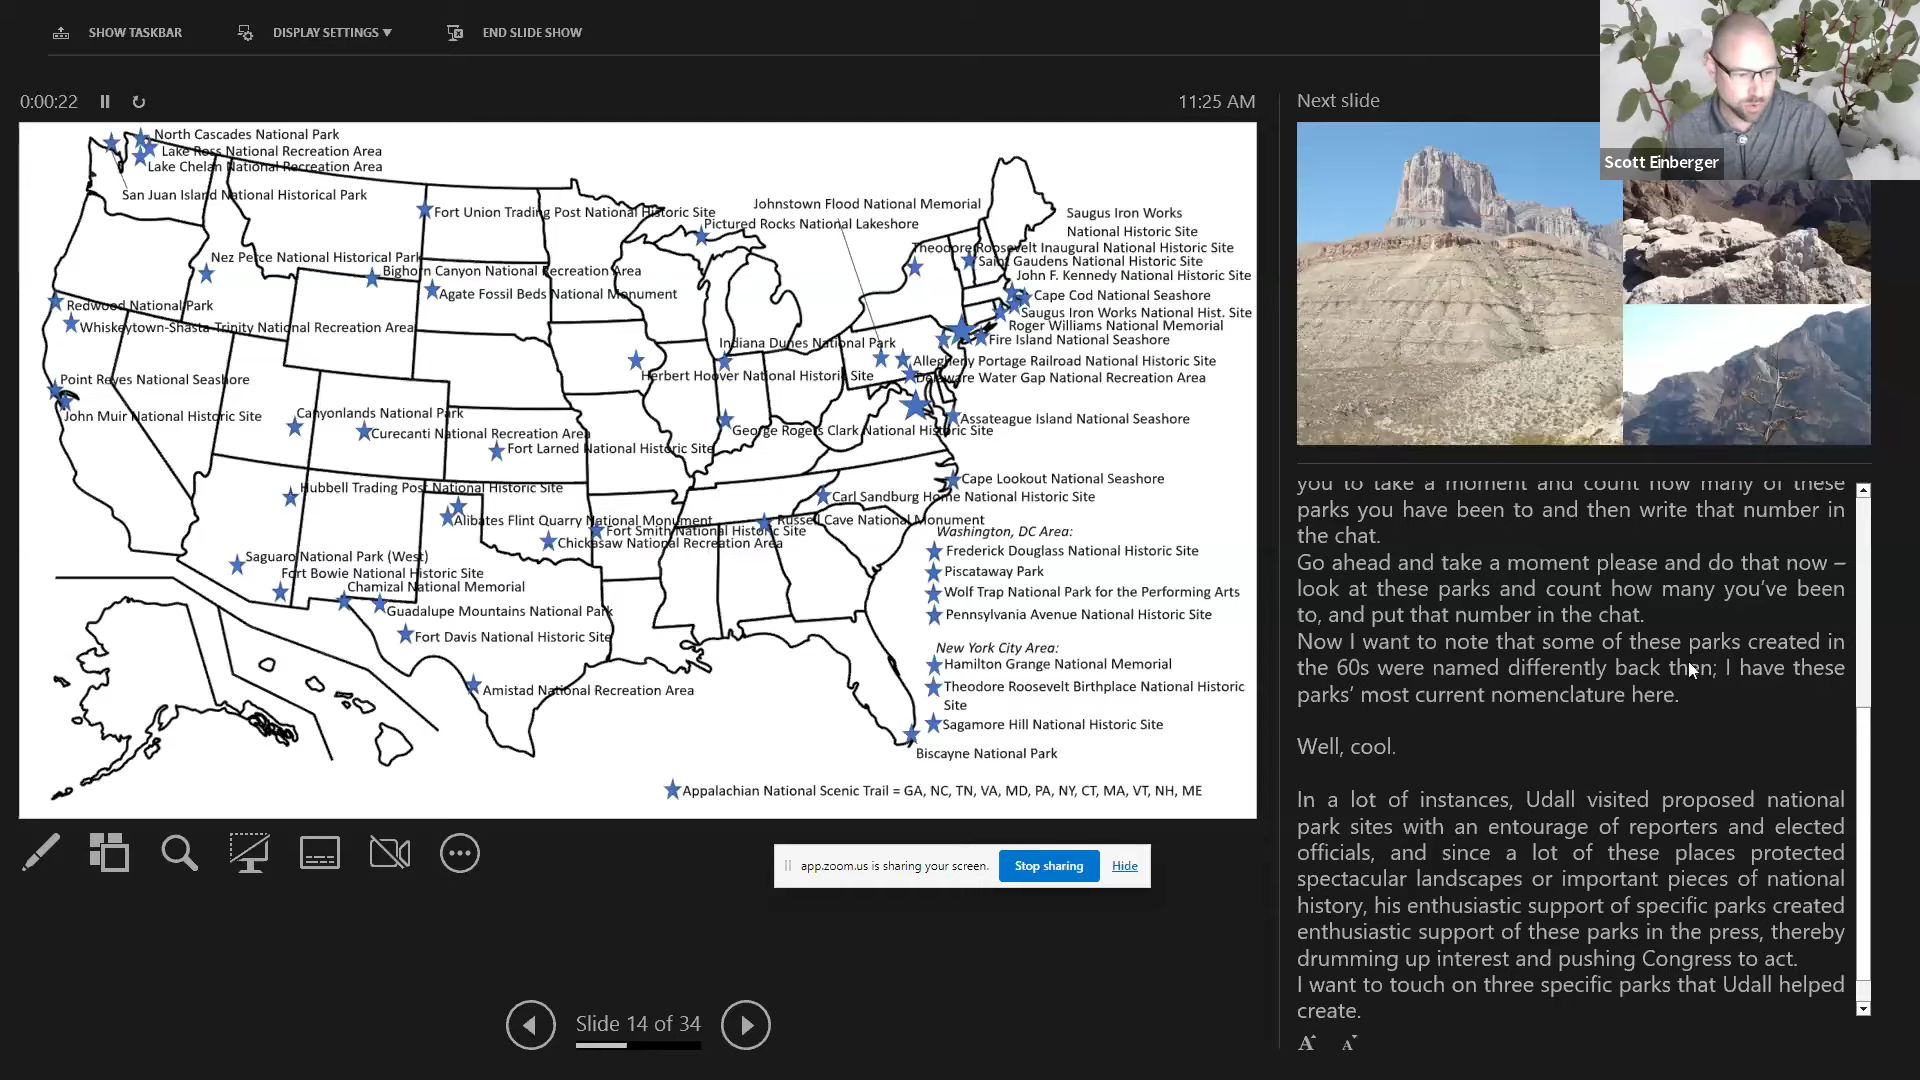 SHOW TASKBAR
DISPLAY SETTINGS ▼
END SLIDE SHOW
0:00:22
11:25 AM
Next slide
Scott Einberger
North Cascades National Park
Lake Ross National Recreation Area
Lake Chelan National Recreation Area
San Juan Island National Historical Park
Fort Union Trading Post National Historic Site
Johnstown Flood National Memorial
Pictured Rocks National Lakeshore
Saugus Iron Works
National Historic Site
Theodore Roosevelt Inaugural National Historic Site
Saint Gaudens National Historic Site
John F. Kennedy National Historic Site
Nez Perce National Historical Park
Bighorn Canyon National Recreation Area
Agate Fossil Beds National Monument
Cape Cod National Seashore
Saugus Iron Works National Hist. Site
Roger Williams National Memorial
Fire Island National Seashore
Redwood National Park
Whiskeytown-Shasta-Trinity National Recreation Area
Indiana Dunes National Park
Allegheny Portage Railroad National Historic Site
Herbert Hoover National Historic Site
Delaware Water Gap National Recreation Area
Point Reyes National Seashore
John Muir National Historic Site
Canyonlands National Park
Curecanti National Recreation Area
Fort Larned National Historic Site
George Rogers Clark National Historic Site
Assateague Island National Seashore
Cape Lookout National Seashore
Hubbell Trading Post National Historic Site
Carl Sandburg Home National Historic Site
Alibates Flint Quarry National Monument
Russell Cave National Monument
Fort Smith National Historic Site
Chickasaw National Recreation Area
Washington, DC Area:
Frederick Douglass National Historic Site
Piscataway Park
Wolf Trap National Park for the Performing Arts
Pennsylvania Avenue National Historic Site
Saguaro National Park (West)
Fort Bowie National Historic Site
Chamizal National Memorial
Guadalupe Mountains National Park
Fort Davis National Historic Site
New York City Area:
Hamilton Grange National Memorial
Theodore Roosevelt Birthplace National Historic
Site
Sagamore Hill National Historic Site
Amistad National Recreation Area
Biscayne National Park
Appalachian National Scenic Trail = GA, NC, TN, VA, MD, PA, NY, CT, MA, VT, NH, ME
you to take a moment and count how many of these
parks you have been to and then write that number in
the chat.
Go ahead and take a moment please and do that now –
look at these parks and count how many you've been
to, and put that number in the chat.
Now I want to note that some of these parks created in
the 60s were named differently back then; I have these
parks' most current nomenclature here.
Well, cool.
In a lot of instances, Udall visited proposed national
park sites with an entourage of reporters and elected
officials, and since a lot of these places protected
spectacular landscapes or important pieces of national
history, his enthusiastic support of specific parks created
enthusiastic support of these parks in the press, thereby
drumming up interest and pushing Congress to act.
I want to touch on three specific parks that Udall helped
create.
app.zoom.us is sharing your screen.
Stop sharing
Hide
Slide 14 of 34
A A